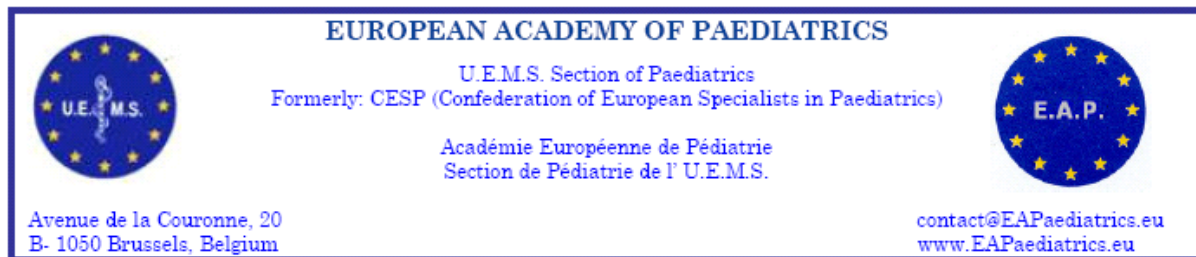 EUROPEAN ACADEMY OF PAEDIATRICS
U.E.M.S. Section of Paediatrics
Formerly: CESP (Confederation of European Specialists in Paediatrics)
Académie Européenne de Pédiatrie
Section de Pédiatrie de l' U.E.M.S.
U.E. M.S.
E.A.P.
Avenue de la Couronne, 20
B- 1050 Brussels, Belgium
contact@EAPaediatrics.eu
www.EAPaediatrics.eu